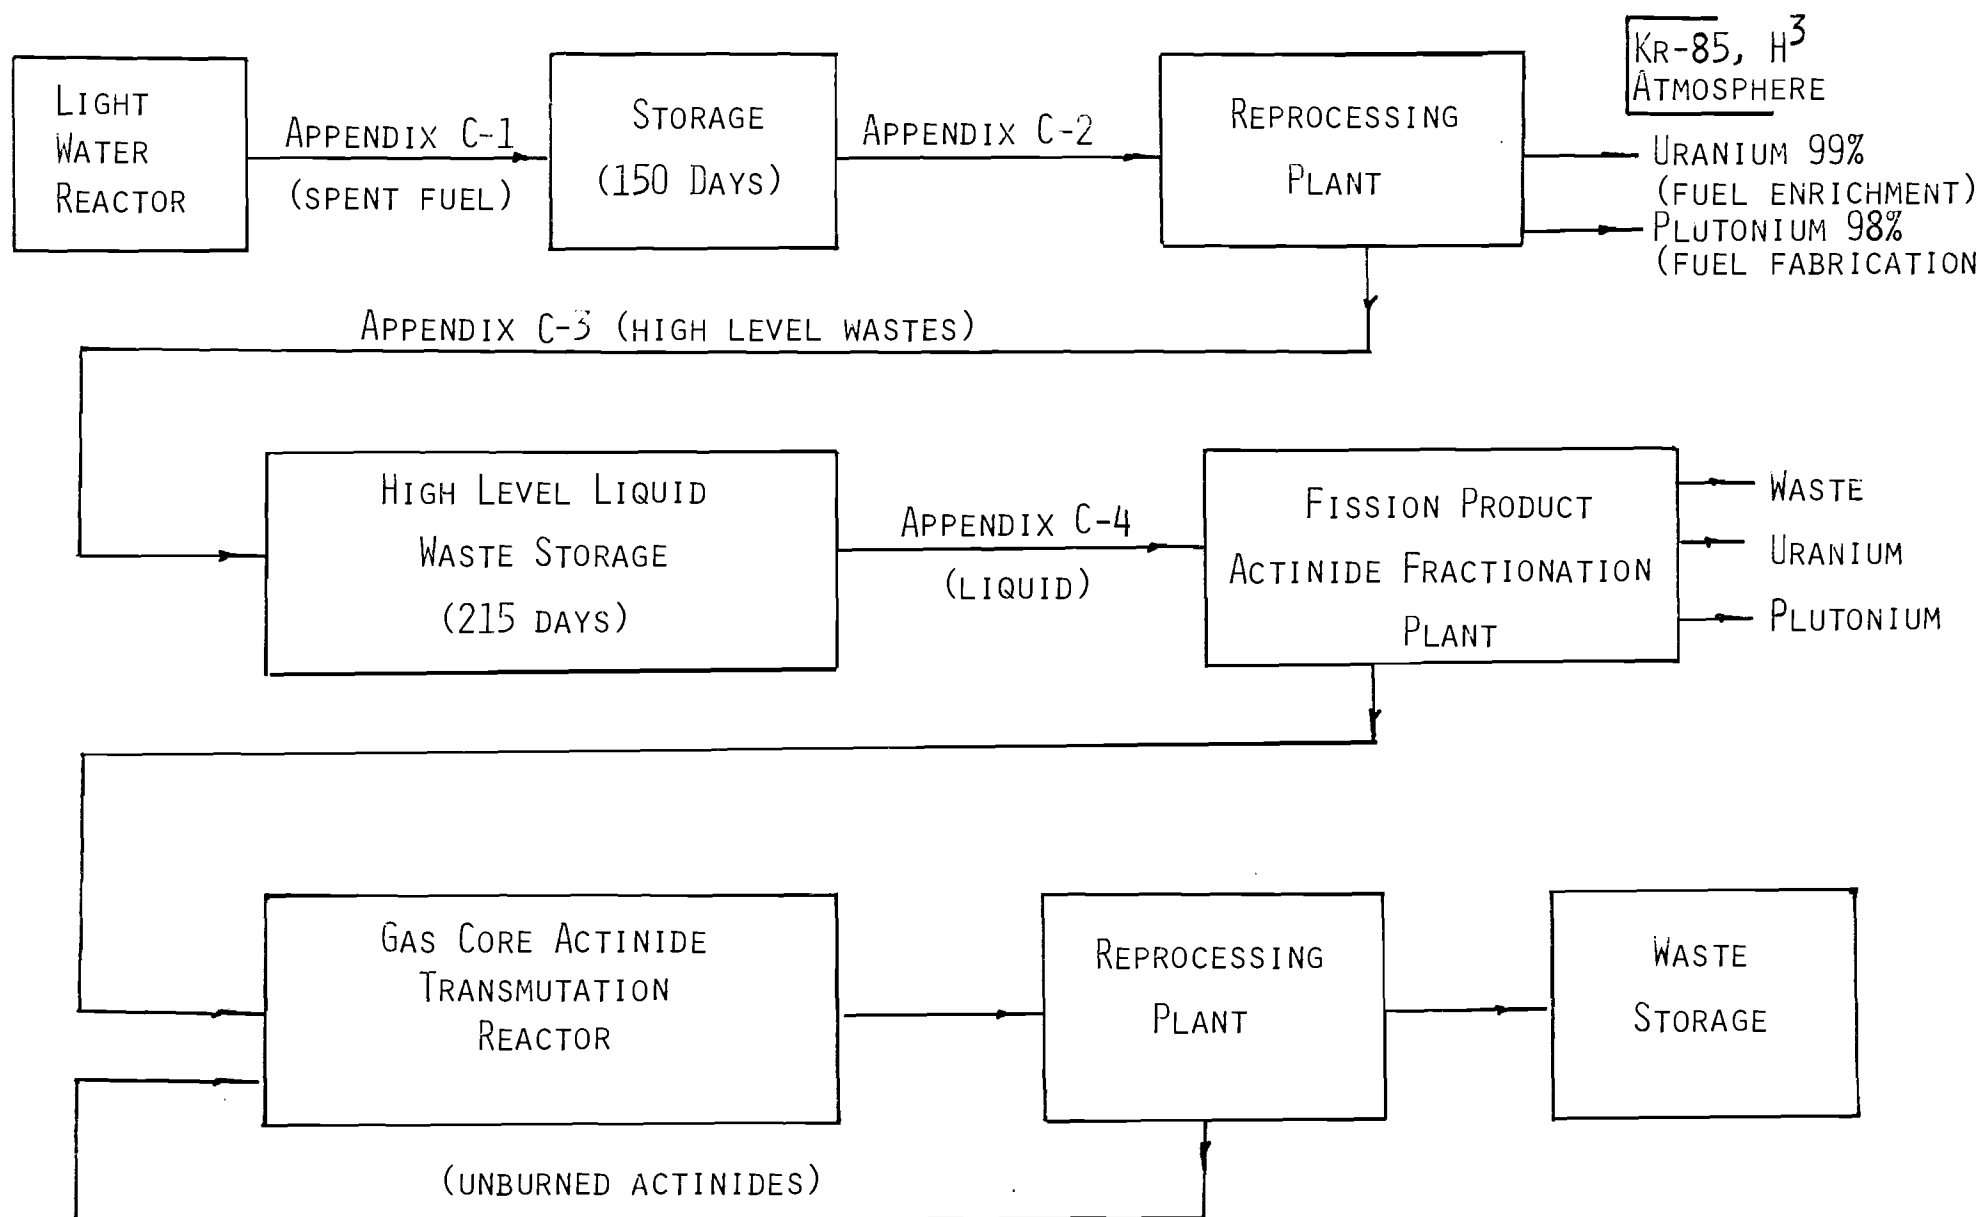 LIGHT
WATER
REACTOR
APPENDIX C-1
(SPENT FUEL)
STORAGE
(150 DAYS)
APPENDIX C-2
REPROCESSING
PLANT
KR-85, H³
ATMOSPHERE
URANIUM 99%
(FUEL ENRICHMENT)
PLUTONIUM 98%
(FUEL FABRICATION
APPENDIX C-3 (HIGH LEVEL WASTES)
HIGH LEVEL LIQUID
WASTE STORAGE
(215 DAYS)
APPENDIX C-4
(LIQUID)
FISSION PRODUCT
ACTINIDE FRACTIONATION
PLANT
WASTE
URANIUM
PLUTONIUM
GAS CORE ACTINIDE
TRANSMUTATION
REACTOR
REPROCESSING
PLANT
WASTE
STORAGE
(UNBURNED ACTINIDES)